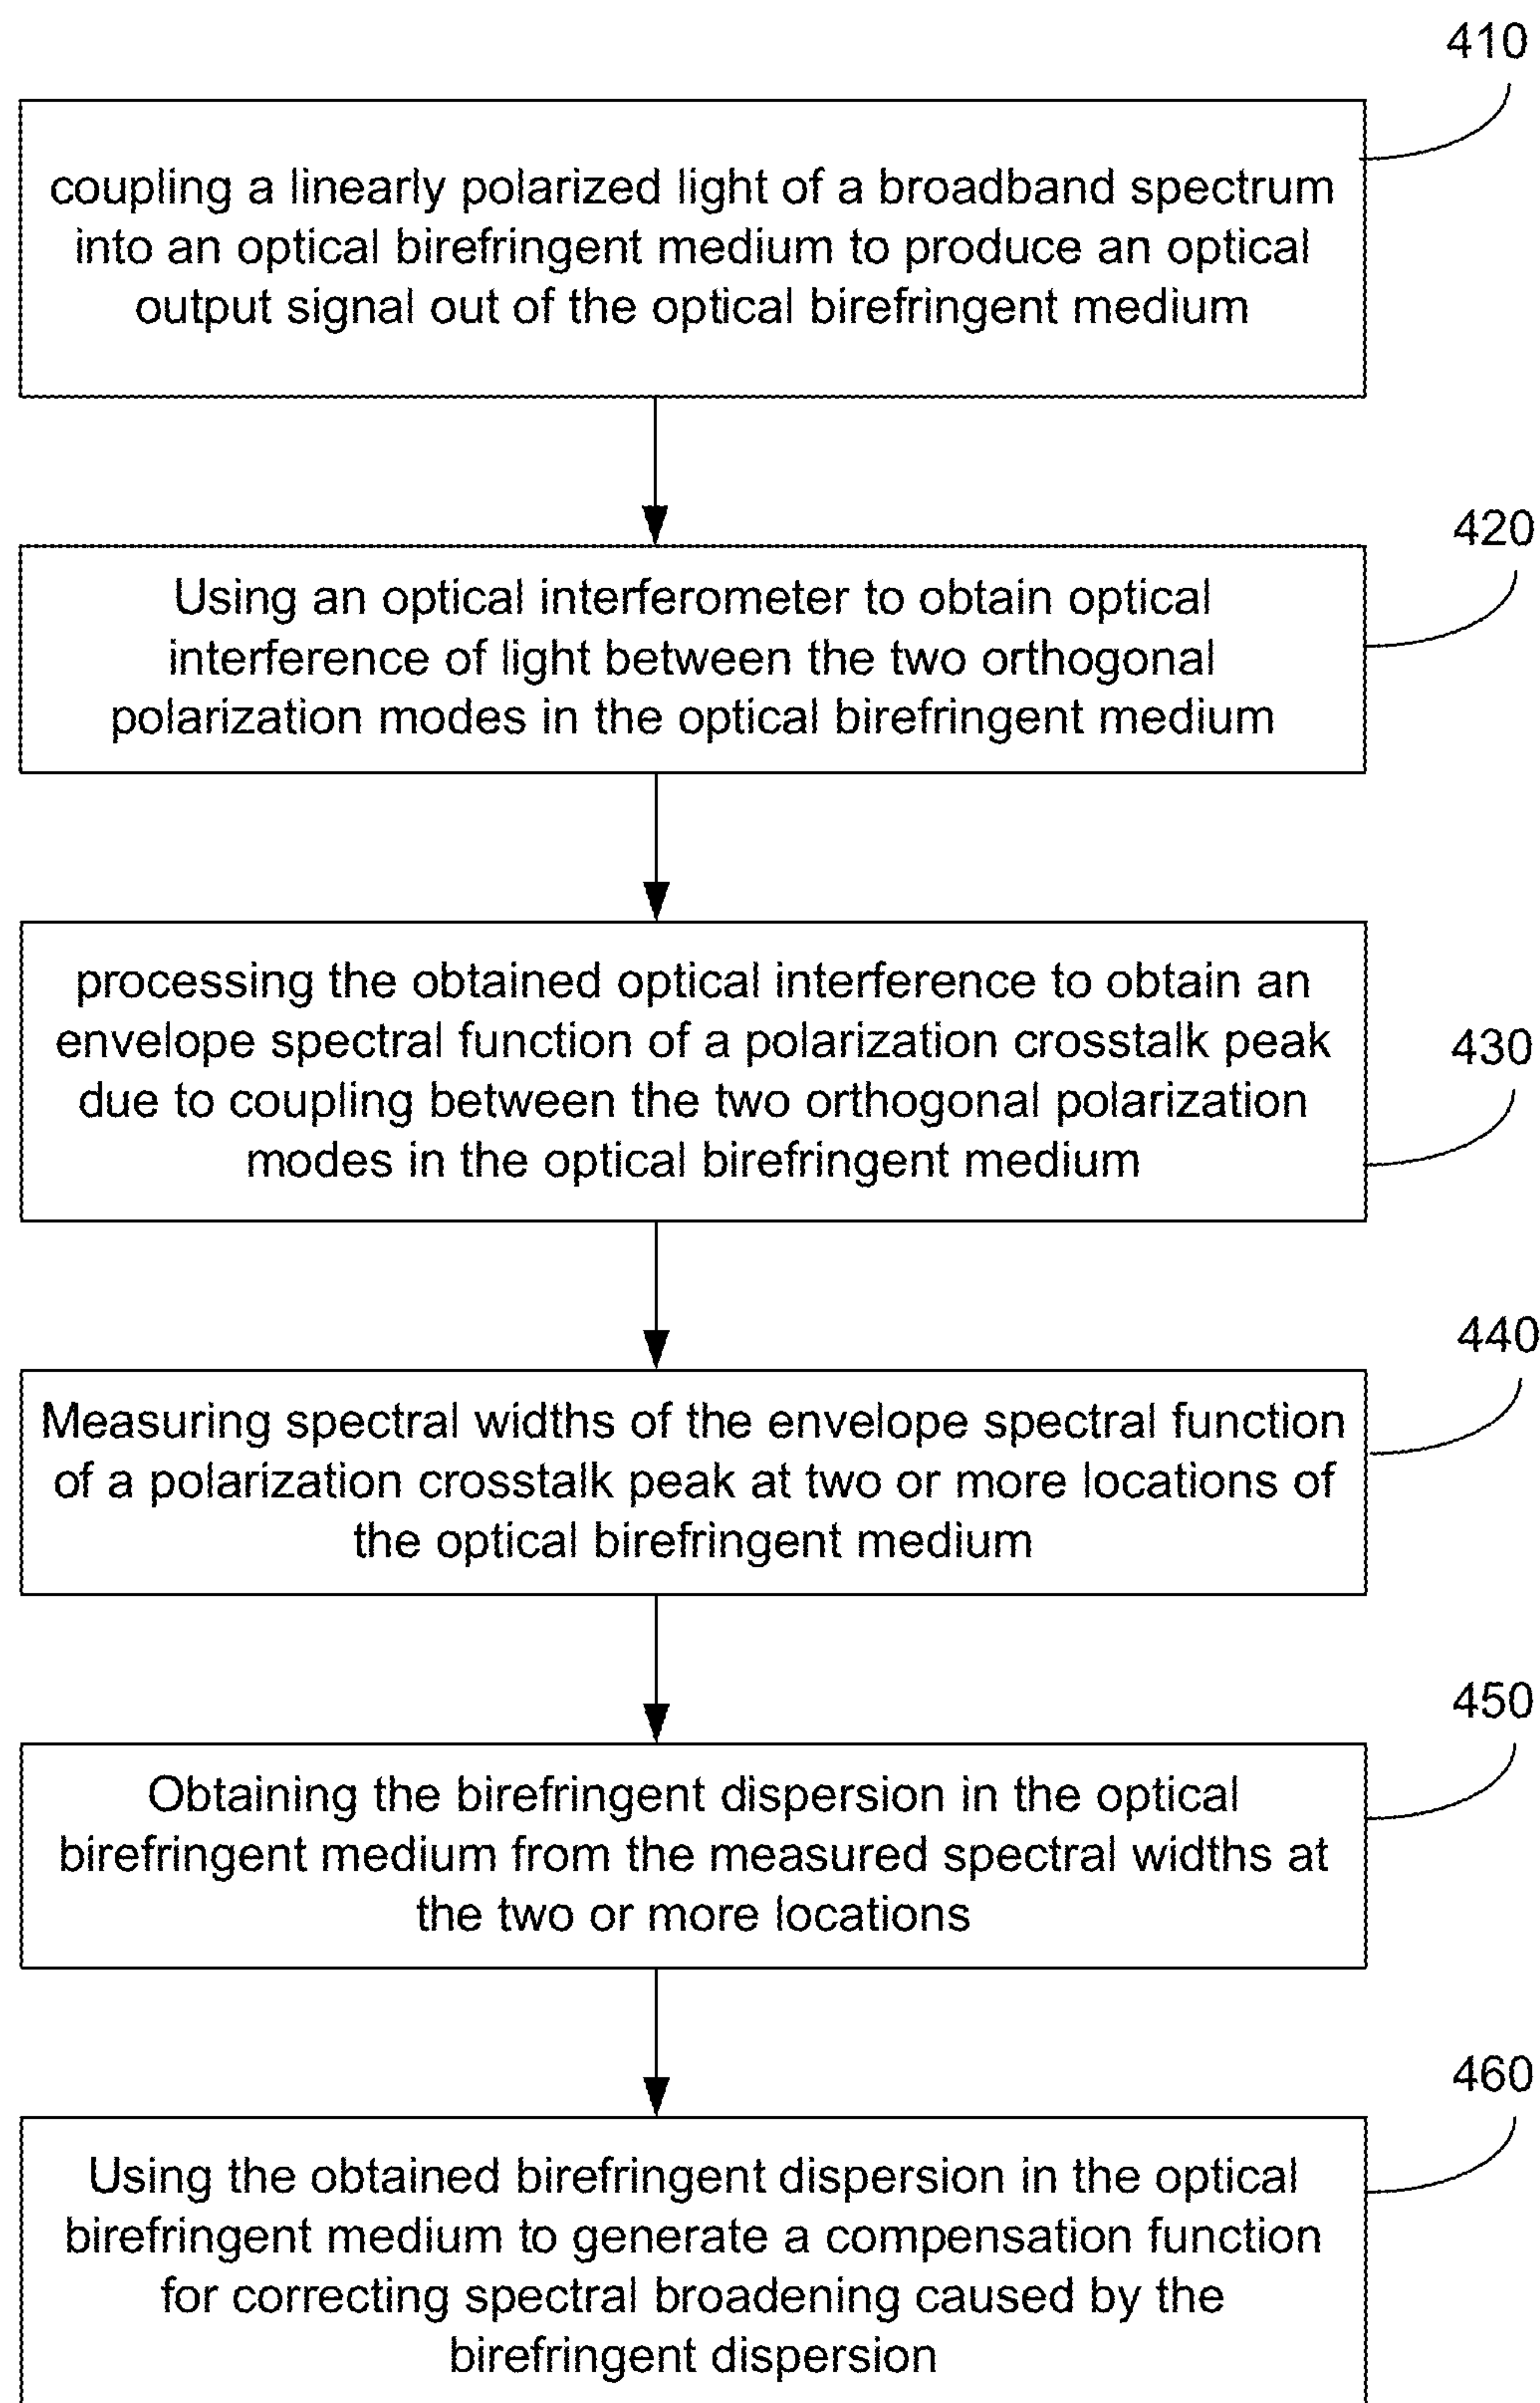 410
coupling a linearly polarized light of a broadband spectrum
into an optical birefringent medium to produce an optical
output signal out of the optical birefringent medium
420
Using an optical interferometer to obtain optical
interference of light between the two orthogonal
polarization modes in the optical birefringent medium
processing the obtained optical interference to obtain an
envelope spectral function of a polarization crosstalk peak
430
due to coupling between the two orthogonal polarization
modes in the optical birefringent medium
440
Measuring spectral widths of the envelope spectral function
of a polarization crosstalk peak at two or more locations of
the optical birefringent medium
450
Obtaining the birefringent dispersion in the optical
birefringent medium from the measured spectral widths at
the two or more locations
460
Using the obtained birefringent dispersion in the optical
birefringent medium to generate a compensation function
for correcting spectral broadening caused by the
birefringent dispersion